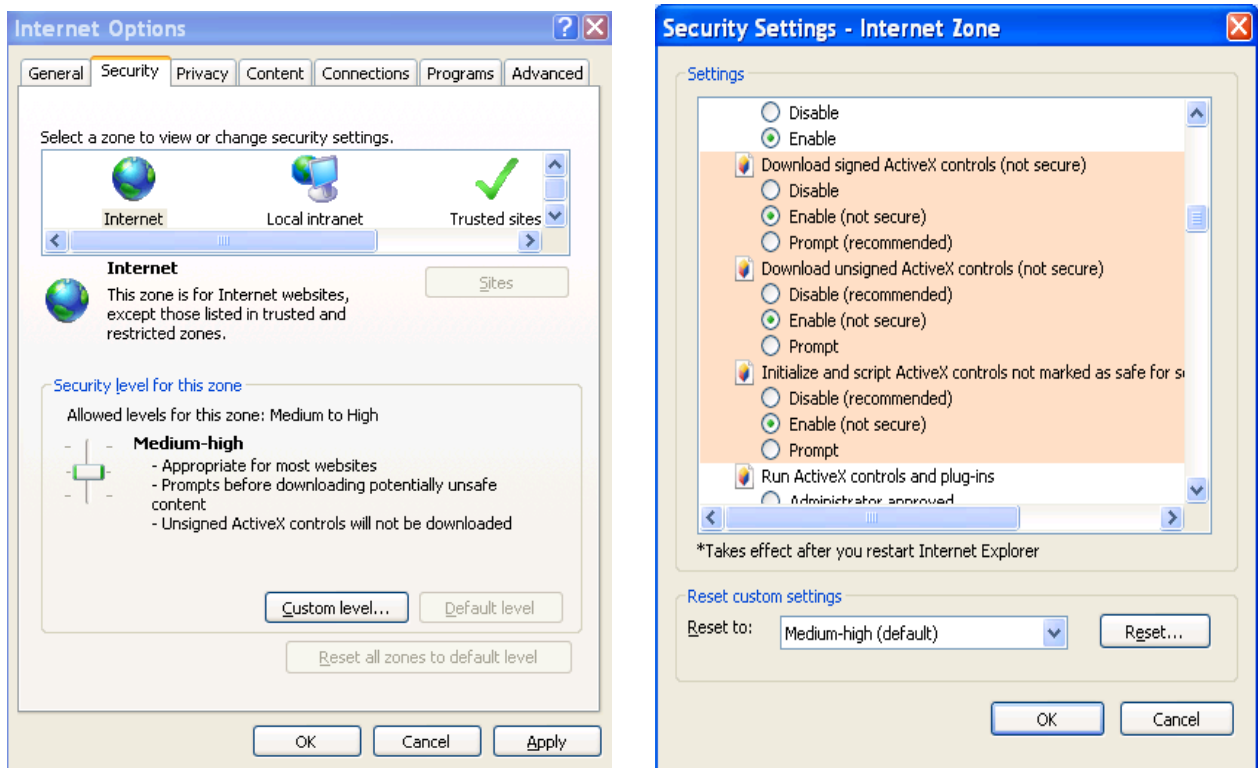 Internet Options
General Security Privacy Content Connections Programs Advanced
Select a zone to view or change security settings.
Internet Local intranet Trusted sites
Internet
Sites
This zone is for Internet websites,
except those listed in trusted and
restricted zones.
Security level for this zone
Allowed levels for this zone: Medium to High
Medium-high
- Appropriate for most websites
- Prompts before downloading potentially unsafe
content
- Unsigned ActiveX controls will not be downloaded
Custom level... Default level
Reset all zones to default level
OK Cancel Apply
Security Settings - Internet Zone
Settings
Disable
Enable
Download signed ActiveX controls (not secure)
Disable
Enable (not secure)
Prompt (recommended)
Download unsigned ActiveX controls (not secure)
Disable (recommended)
Enable (not secure)
Prompt
Initialize and script ActiveX controls not marked as safe for
Disable (recommended)
Enable (not secure)
Prompt
Run ActiveX controls and plug-ins
Administrator approved
*Takes effect after you restart Internet Explorer
Reset custom settings
Reset to: Medium-high (default) Reset...
OK Cancel